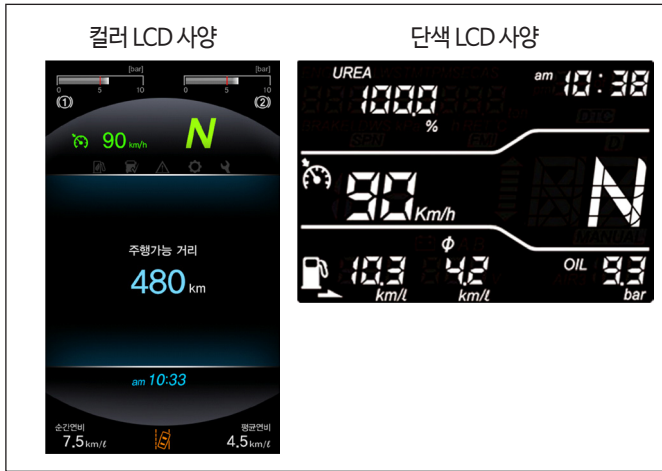 컬러 LCD 사양
단색 LCD 사양
[bar]
[bar]
0 5 10
0 5 10
(1)
(2)
90 km/h
N
주행가능 거리
480 km
am 10:33
순간연비
7.5 km/ℓ
평균연비
4.5 km/ℓ
UREA
100.0
%
am 10:38
DTC
SPN
FMI
D
90 Km/h
N
MANUAL
10.3
km/ℓ
ϕ
4.2
km/ℓ
OIL 9.3
bar